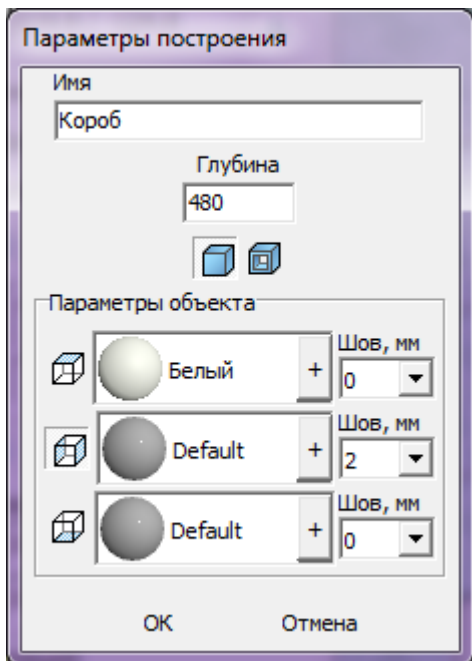 Параметры построения
Имя
Короб
Глубина
480
Параметры объекта
Шов, мм
Белый
+
0
Шов, мм
Default
+
2
Шов, мм
Default
+
0
ОК
Отмена